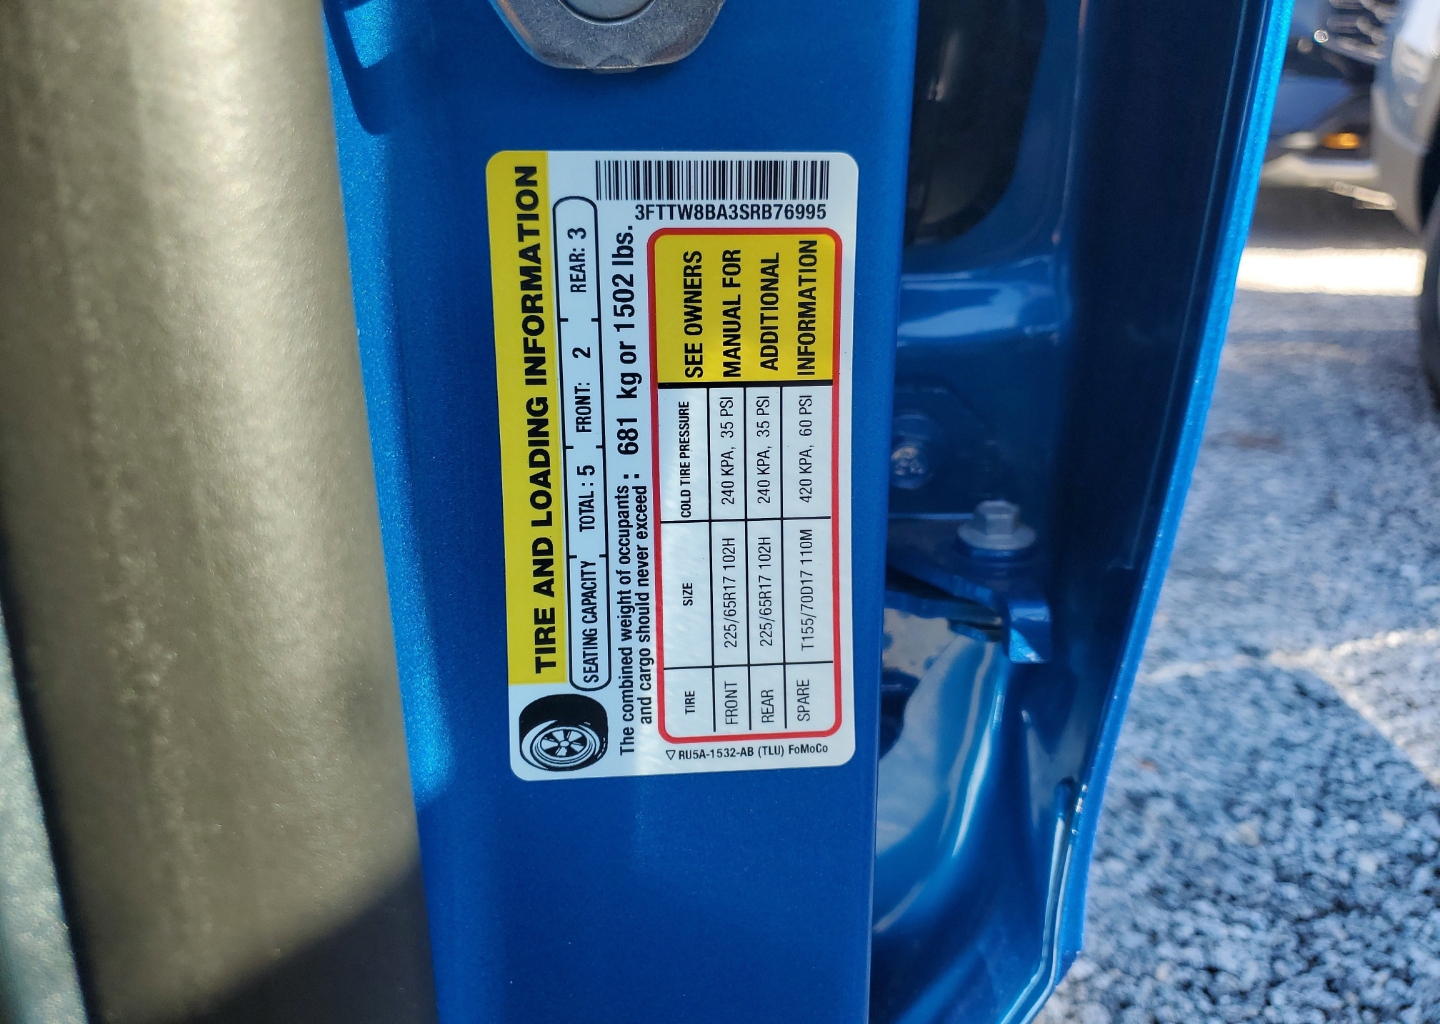 TIRE AND LOADING INFORMATION
SEATING CAPACITY TOTAL : 5 FRONT: 2 REAR: 3
The combined weight of occupants :
and cargo should never exceed :
681 kg or 1502 lbs.
3FTTW8BA3SRB76995
TIRE SIZE COLD TIRE PRESSURE
FRONT 225/65R17 102H 240 KPA, 35 PSI
REAR 225/65R17 102H 240 KPA, 35 PSI
SPARE T155/70D17 110M 420 KPA, 60 PSI
SEE OWNERS
MANUAL FOR
ADDITIONAL
INFORMATION
RU5A-1532-AB (TLU) FoMoCo